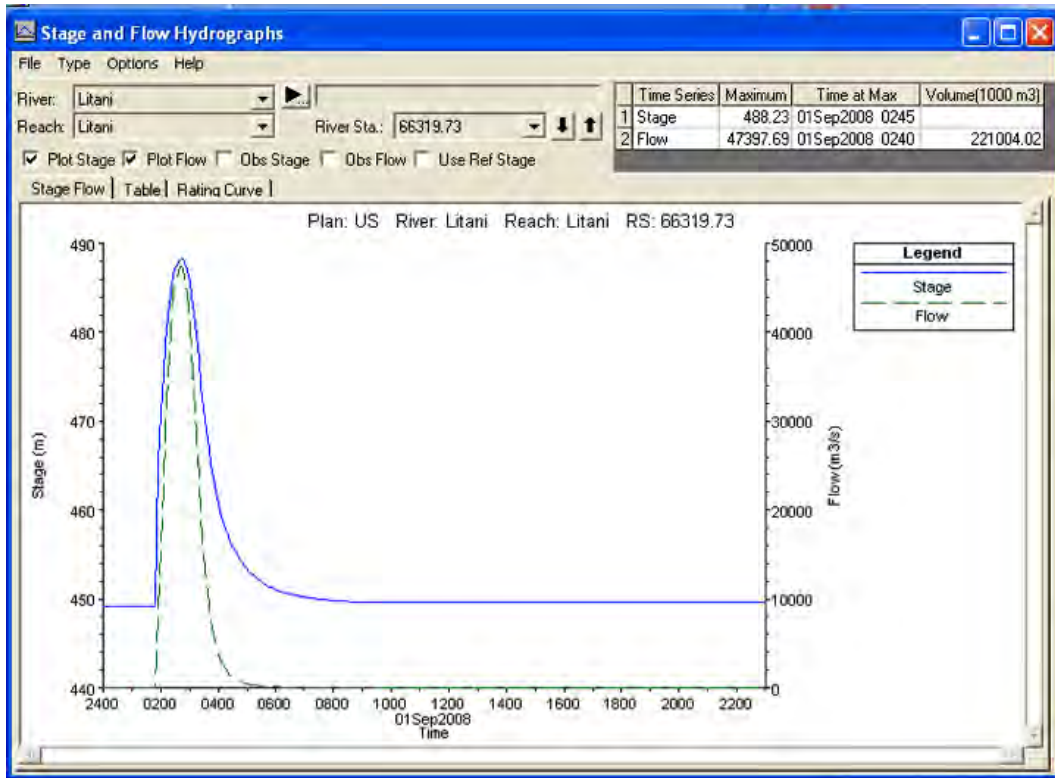 Stage and Flow Hydrographs
File Type Options Help
River: Litani
Reach: Litani River Sta.: 66319.73
Plot Stage Plot Flow Obs Stage Obs Flow Use Ref Stage
Time Series Maximum Time at Max Volume(1000 m3)
1 Stage 488.23 01Sep2008 0245
2 Flow 47397.69 01Sep2008 0240 221004.02
Stage Flow Table Rating Curve
Plan: US River: Litani Reach: Litani RS: 66319.73
490
480
470
460
450
440
Stage (m)
50000
40000
30000
20000
10000
0
Flow (m3/s)
Legend
Stage
Flow
2400 0200 0400 0600 0800 1000 1200 1400 1600 1800 2000 2200
01Sep2008
Time